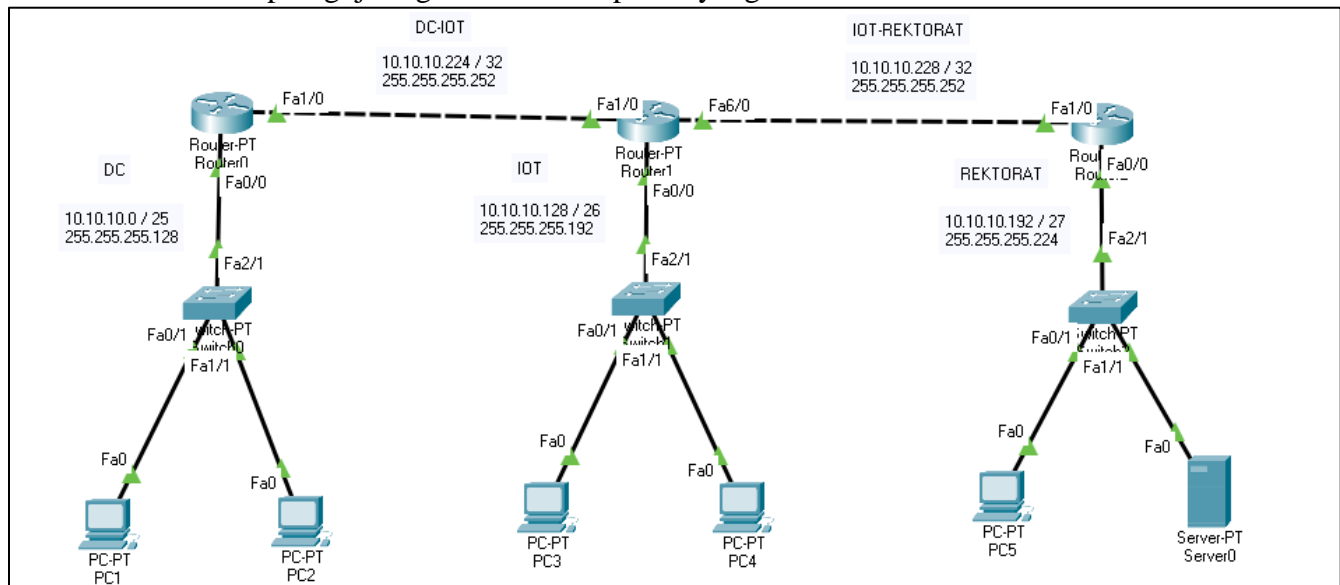 DC-IOT
IOT-REKTORAT
10.10.10.224 / 32
255.255.255.252
10.10.10.228 / 32
255.255.255.252
Fa1/0
Fa1/0
Fa6/0
Fa1/0
Router-PT
Router0
Router-PT
Router1
DC
IOT
REKTORAT
Fa0/0
Fa0/0
Fa0/0
10.10.10.0 / 25
255.255.255.128
10.10.10.128 / 26
255.255.255.192
10.10.10.192 / 27
255.255.255.224
Fa2/1
Fa2/1
Fa2/1
Fa0/1
Fa1/1
Fa0/1
Fa1/1
Fa0/1
Fa1/1
Fa0
Fa0
Fa0
Fa0
Fa0
Fa0
PC-PT
PC1
PC-PT
PC2
PC-PT
PC3
PC-PT
PC4
PC-PT
PC5
Server-PT
Server0